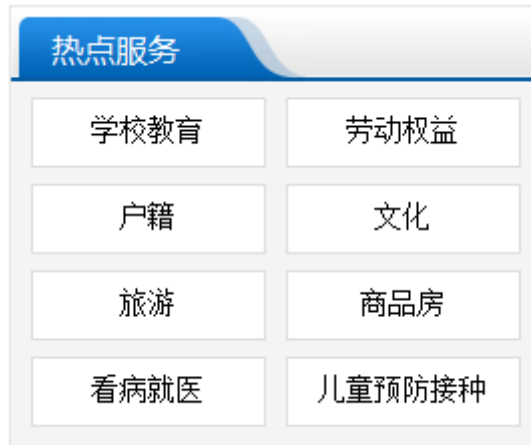 热点服务
学校教育 劳动权益
户籍 文化
旅游 商品房
看病就医 儿童预防接种